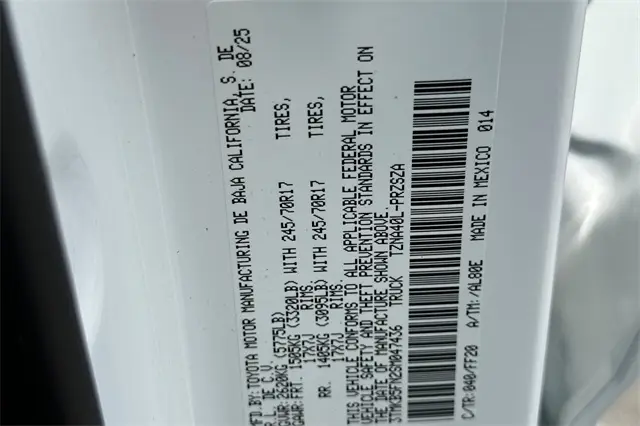 MFD.BY:TOYOTA MOTOR MANUFACTURING DE BAJA CALIFORNIA, S. DE
R.L. DE C.V. DATE: 08/25
GVWR:2620KG (5775LB)
GAWR:FRT. 1505KG (3320LB) WITH 245/70R17 TIRES,
17X7J RIMS.
RR. 1405KG (3095LB) WITH 245/70R17 TIRES,
17X7J RIMS.
THIS VEHICLE CONFORMS TO ALL APPLICABLE FEDERAL MOTOR
VEHICLE SAFETY AND THEFT PREVENTION STANDARDS IN EFFECT ON
THE DATE OF MANUFACTURE SHOWN ABOVE.
3TMKB5FN2SM047436 TRUCK TZNA40L-PRZSZA
C/TR:040/FF20 A/TM:/AL80E MADE IN MEXICO 014